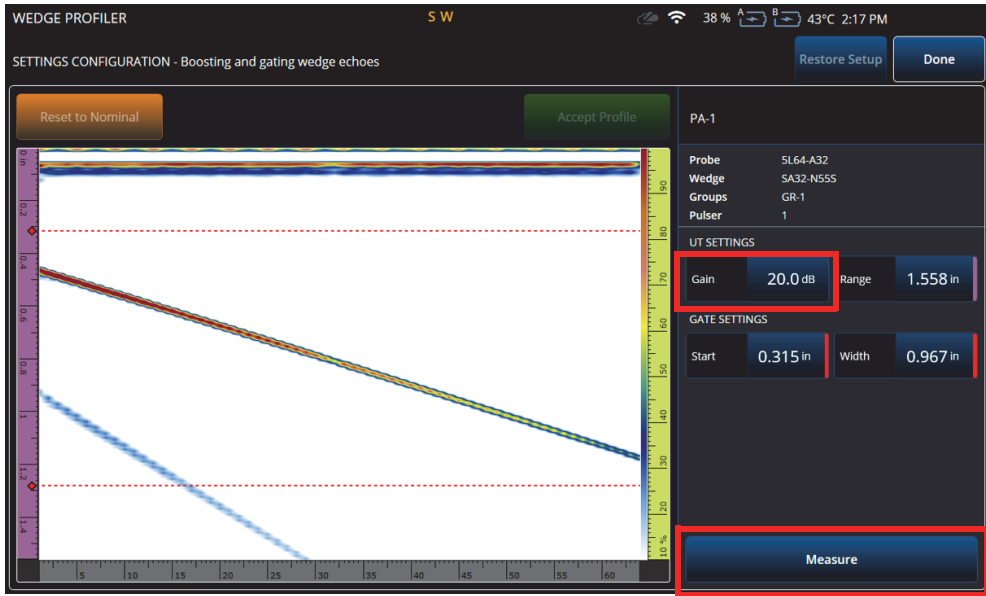 WEDGE PROFILER
S W
38 %
A
B
43°C 2:17 PM
SETTINGS CONFIGURATION - Boosting and gating wedge echoes
Restore Setup
Done
Reset to Nominal
Accept Profile
PA-1
Probe 5L64-A32
Wedge SA32-N55S
Groups GR-1
Pulser 1
UT SETTINGS
Gain 20.0 dB Range 1.558 in
GATE SETTINGS
Start 0.315 in Width 0.967 in
Measure
0 in
0.2
0.4
0.6
0.8
1
1.2
1.4
90
80
70
60
50
40
30
20
10 %
5 10 15 20 25 30 35 40 45 50 55 60